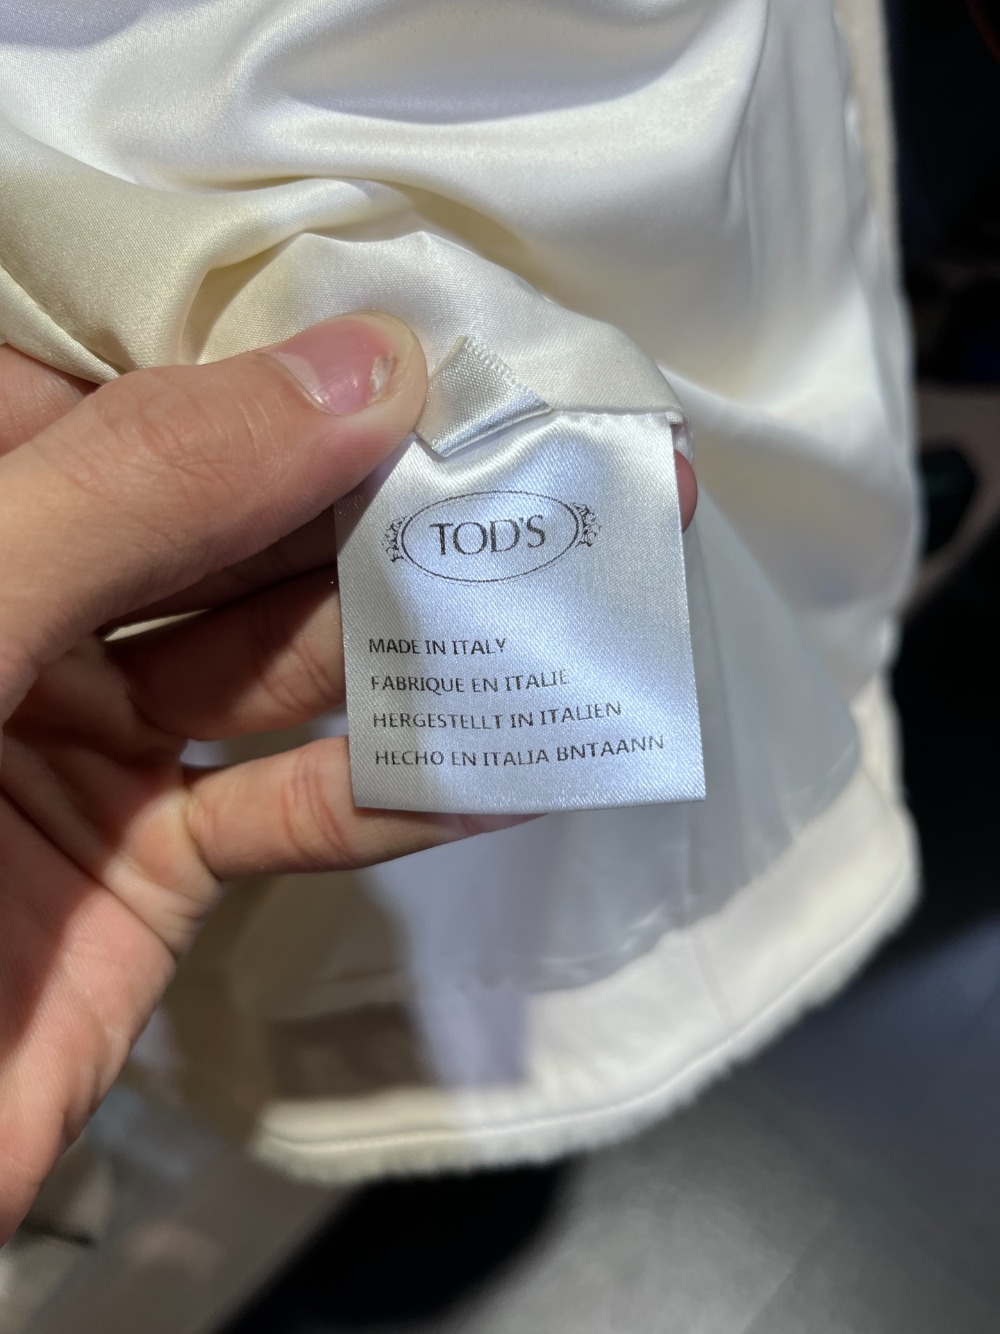 TOD'S
MADE IN ITALY
FABRIQUE EN ITALIE
HERGESTELLT IN ITALIEN
HECHO EN ITALIA BNTAANN